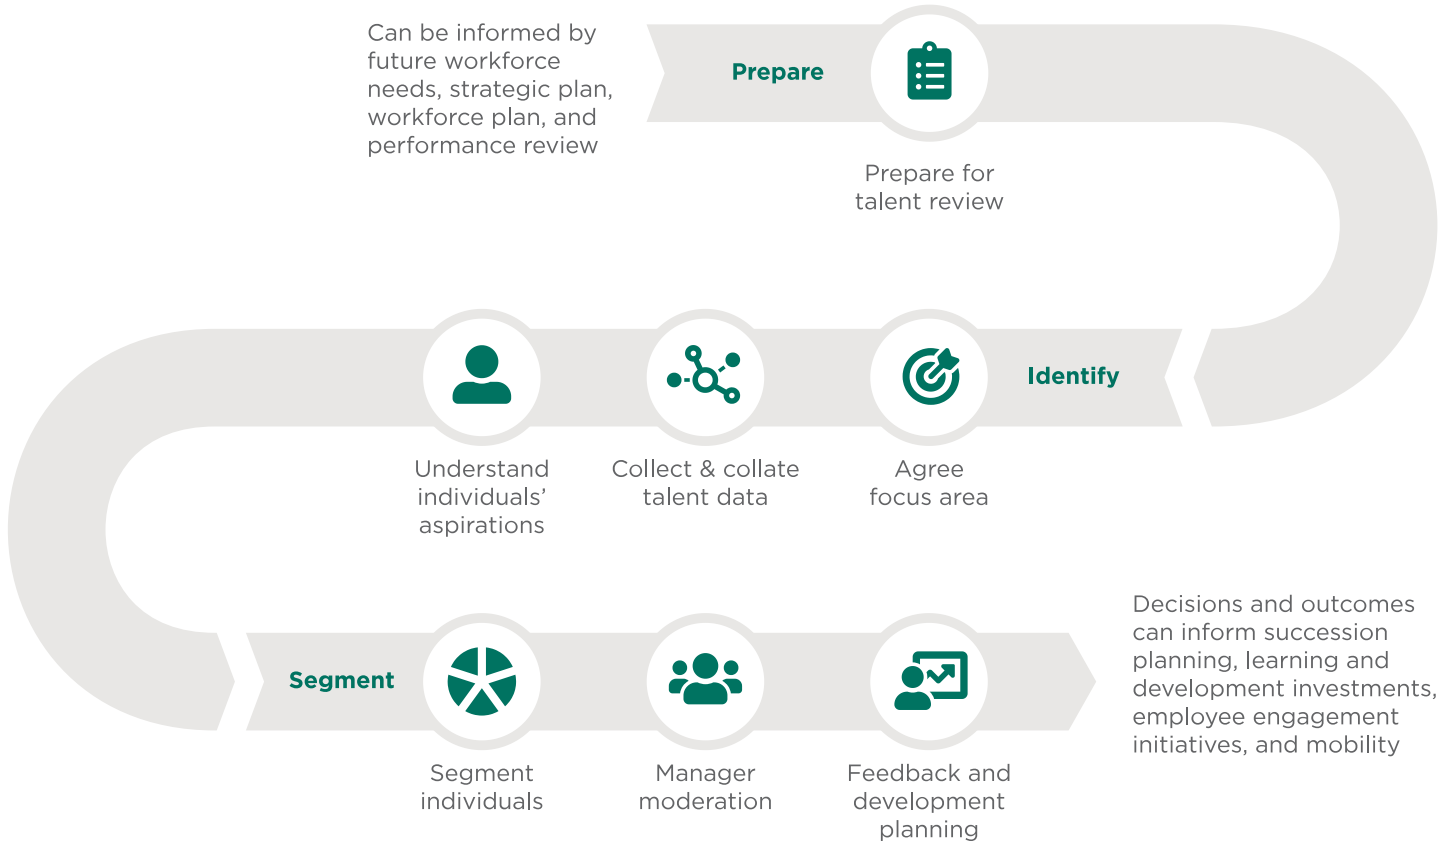 Can be informed by
future workforce
needs, strategic plan,
workforce plan, and
performance review
Prepare
Prepare for
talent review
Identify
Agree
focus area
Collect & collate
talent data
Understand
individuals’
aspirations
Segment
Segment
individuals
Manager
moderation
Feedback and
development
planning
Decisions and outcomes
can inform succession
planning, learning and
development investments,
employee engagement
initiatives, and mobility